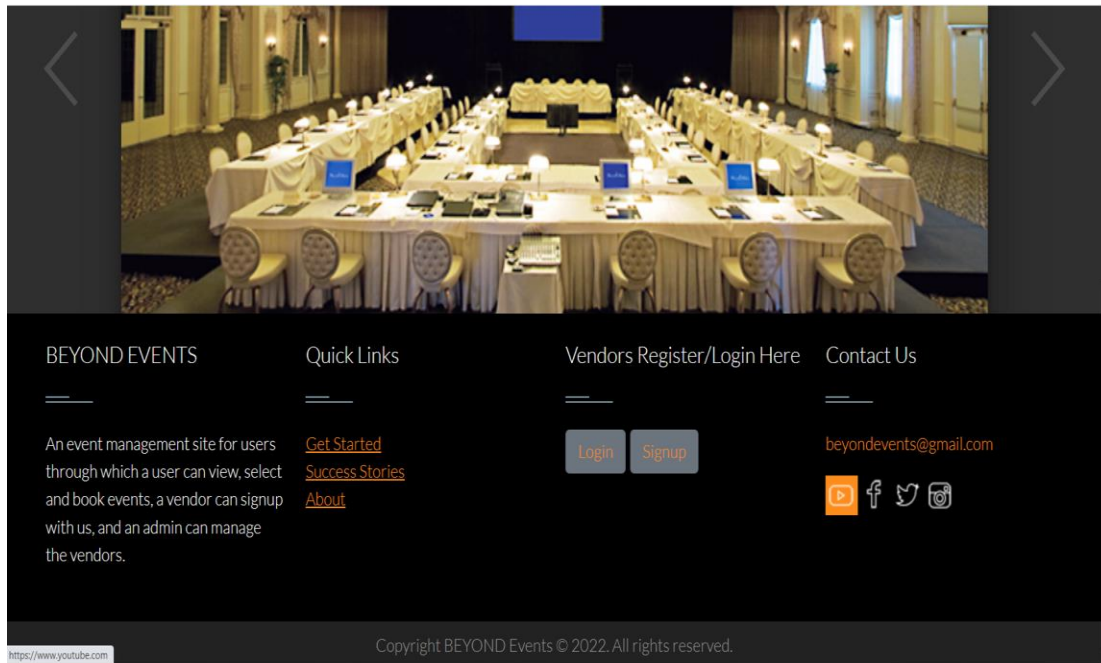 BEYOND EVENTS
An event management site for users
through which a user can view, select
and book events, a vendor can signup
with us, and an admin can manage
the vendors.
Quick Links
Get Started
Success Stories
About
Vendors Register/Login Here
Login
Signup
Contact Us
beyondevents@gmail.com
Copyright BEYOND Events © 2022. All rights reserved.
https://www.youtube.com